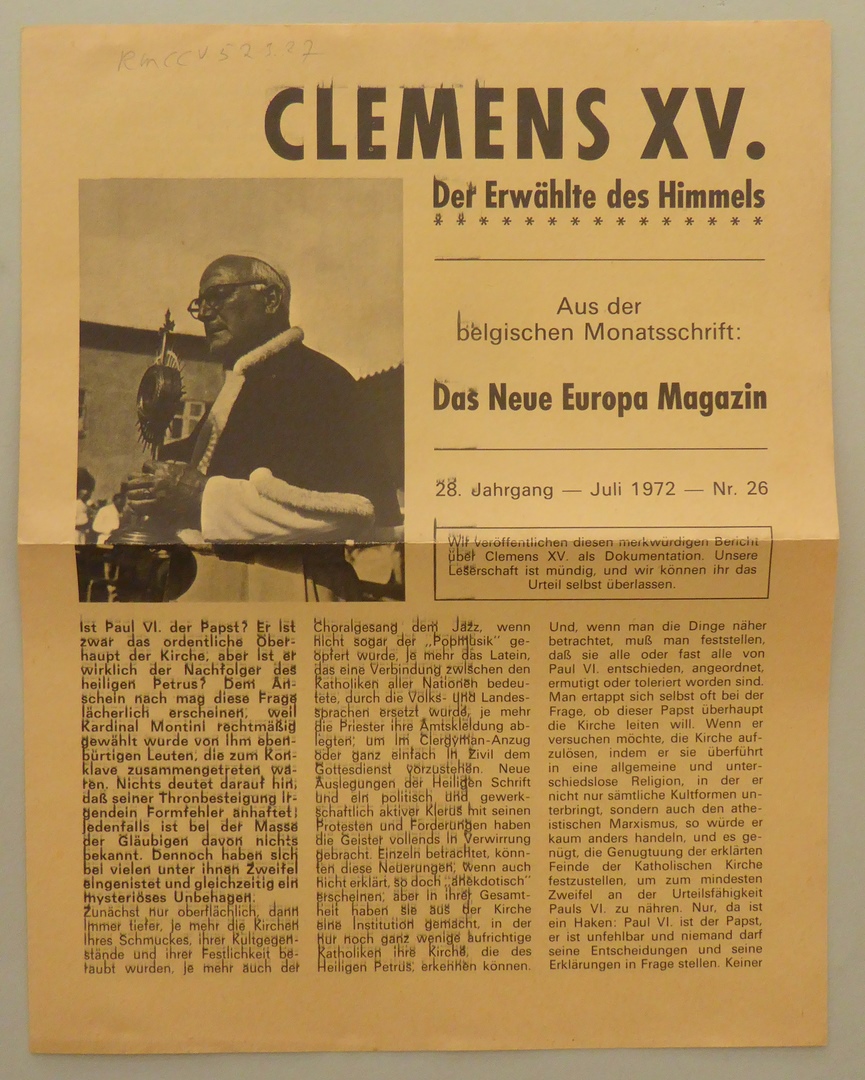 CLEMENS XV.
Der Erwählte des Himmels
* * * * * * * * * * * * * * *
Aus der
belgischen Monatsschrift:
Das Neue Europa Magazin
28. Jahrgang — Juli 1972 — Nr. 26
Wir veröffentlichen diesen merkwürdigen Bericht
über Clemens XV. als Dokumentation. Unsere
Leserschaft ist mündig, und wir können ihr das
Urteil selbst überlassen.
Ist Paul VI. der Papst? Er ist
zwar das ordentliche Ober-
haupt der Kirche, aber ist er
wirklich der Nachfolger des
heiligen Petrus? Dem An-
schein nach mag diese Frage
lächerlich erscheinen, weil
Kardinal Montini rechtmäßig
gewählt wurde von ihm eben-
bürtigen Leuten, die zum Kon-
klave zusammengetreten wa-
ren. Nichts deutet darauf hin,
daß seiner Thronbesteigung ir-
gendein Formfehler anhaftet;
jedenfalls ist bei der Masse
der Gläubigen davon nichts
bekannt. Dennoch haben sich
bei vielen unter ihnen Zweifel
eingenistet und gleichzeitig ein
mysteriöses Unbehagen.
Zunächst nur oberflächlich, dann
immer tiefer, je mehr die Kirchen
ihres Schmuckes, ihrer Kultgegen-
stände und ihrer Festlichkeit be-
raubt wurden, je mehr auch der
Choralgesang dem Jazz, wenn
nicht sogar der „Popmusik" ge-
opfert wurde, je mehr das Latein,
das eine Verbindung zwischen den
Katholiken aller Nationen bedeu-
tete, durch die Volks- und Landes-
sprachen ersetzt wurde, je mehr
die Priester ihre Amtskleidung ab-
legten, um im Clergyman-Anzug
oder ganz einfach in Zivil dem
Gottesdienst vorzustehen. Neue
Auslegungen der Heiligen Schrift
und ein politisch und gewerk-
schaftlich aktiver Klerus mit seinen
Protesten und Forderungen haben
die Geister vollends in Verwirrung
gebracht. Einzeln betrachtet, könn-
ten diese Neuerungen, wenn auch
nicht erklärt, so doch „anekdotisch"
erscheinen; aber in ihrer Gesamt-
heit haben sie aus der Kirche
eine Institution gemacht, in der
nur noch ganz wenige aufrichtige
Katholiken ihre Kirche, die des
Heiligen Petrus, erkennen können.
Und, wenn man die Dinge näher
betrachtet, muß man feststellen,
daß sie alle oder fast alle von
Paul VI. entschieden, angeordnet,
ermutigt oder toleriert worden sind.
Man ertappt sich selbst oft bei der
Frage, ob dieser Papst überhaupt
die Kirche leiten will. Wenn er
versuchen möchte, die Kirche auf-
zulösen, indem er sie überführt
in eine allgemeine und unter-
schiedslose Religion, in der er
nicht nur sämtliche Kultformen un-
terbringt, sondern auch den athe-
istischen Marxismus, so würde er
kaum anders handeln, und es ge-
nügt, die Genugtuung der erklärten
Feinde der Katholischen Kirche
festzustellen, um zum mindesten
Zweifel an der Urteilsfähigkeit
Pauls VI. zu nähren. Nur, da ist
ein Haken: Paul VI. ist der Papst,
er ist unfehlbar und niemand darf
seine Entscheidungen und seine
Erklärungen in Frage stellen. Keiner